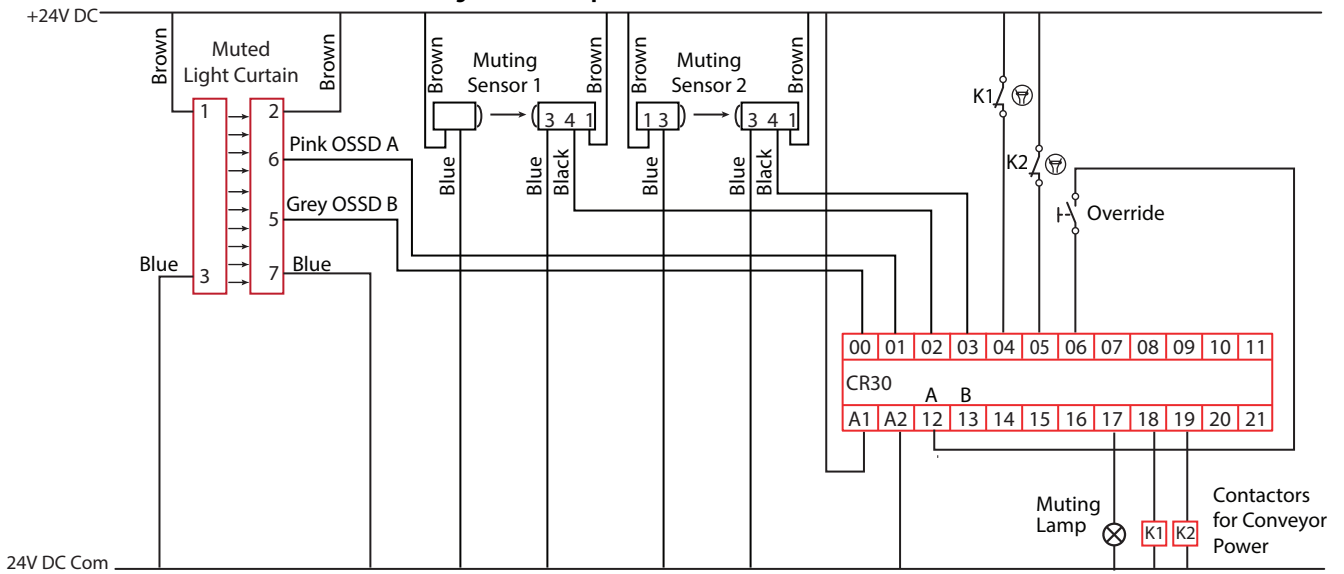 +24V DC
Brown
Muted
Light Curtain
Brown
1
2
Pink OSSD A
6
Grey OSSD B
5
Blue
3
7
Blue
Brown
Muting
Sensor 1
Brown
3 4 1
Blue
Blue
Black
Brown
Muting
Sensor 2
Brown
1 3
3 4 1
Blue
Blue
Black
K1
K2
Override
00 01 02 03 04 05 06 07 08 09 10 11
CR30
A B
A1 A2 12 13 14 15 16 17 18 19 20 21
Muting
Lamp
K1 K2
Contactors
for Conveyor
Power
24V DC Com